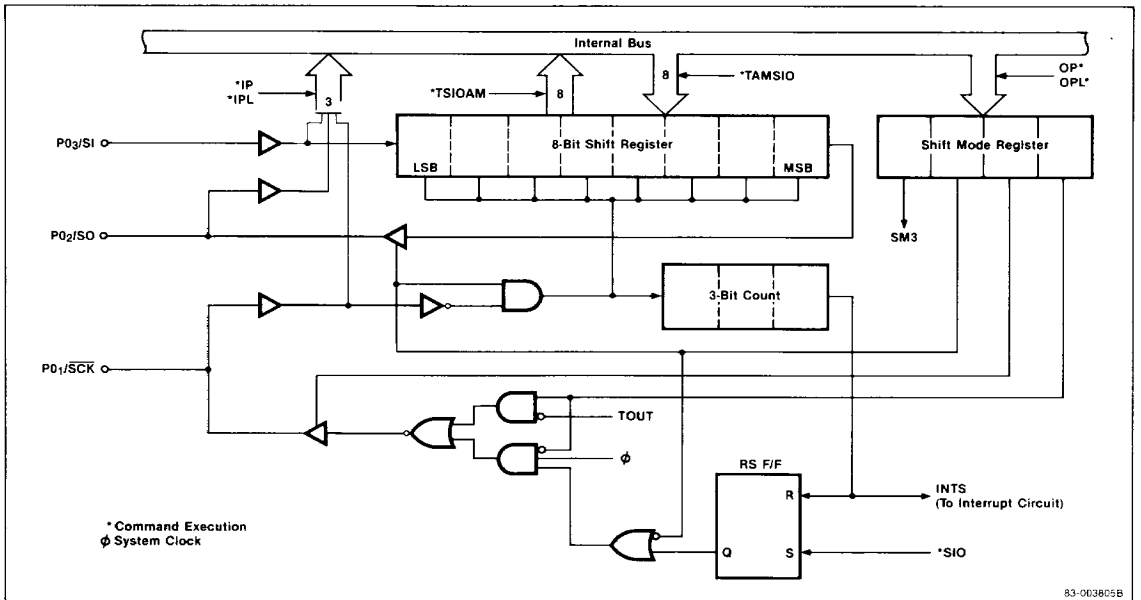 Internal Bus
*IP
*IPL
3
*TSIOAM
8
8
*TAMSIO
OP*
OPL*
P03/SI
8-Bit Shift Register
LSB
MSB
Shift Mode Register
P02/SO
SM3
3-Bit Count
P01/SCK
TOUT
ϕ
RS F/F
R
INTS
(To Interrupt Circuit)
Q
S
*SIO
*Command Execution
ϕ System Clock
83-003805B